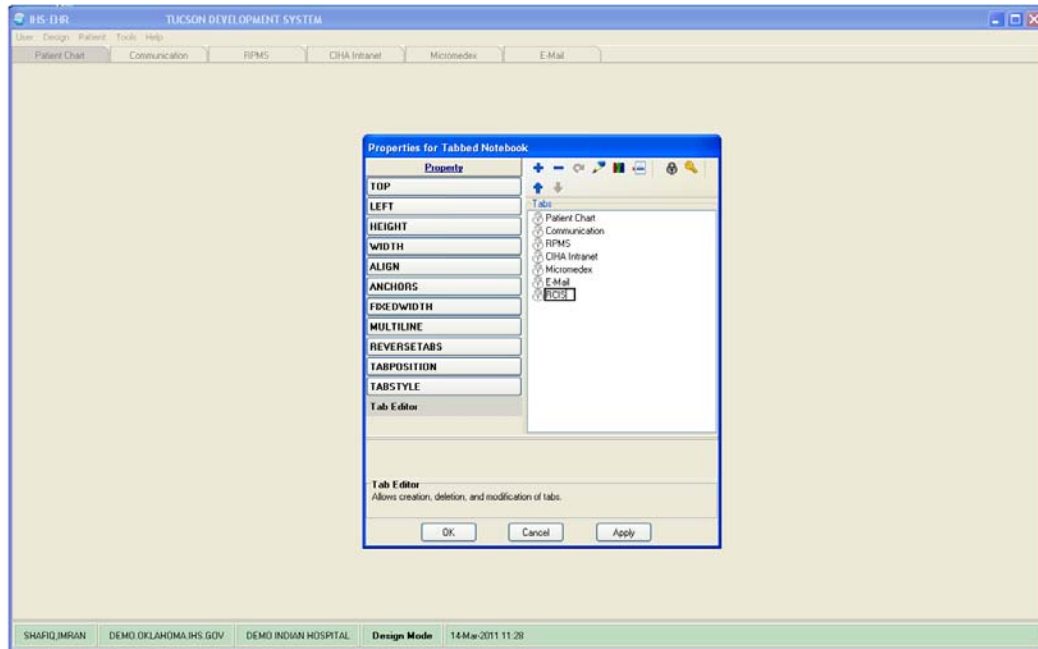 IHS-EHR TUCSON DEVELOPMENT SYSTEM
User Design Patient Tools Help
Patient Chart Communication RPMS CIHA Intranet Micromedex E-Mail
Properties for Tabbed Notebook
Property
TOP
LEFT
HEIGHT
WIDTH
ALIGN
ANCHORS
FIXEDWIDTH
MULTILINE
REVERSETABS
TABPOSITION
TABSTYLE
Tab Editor
Tabs
Patient Chart
Communication
RPMS
CIHA Intranet
Micromedex
E-Mail
RCIS
Tab Editor
Allows creation, deletion, and modification of tabs.
OK Cancel Apply
SHAFIQ,IMRAN DEMO.OKLAHOMA.IHS.GOV DEMO INDIAN HOSPITAL Design Mode 14-Mar-2011 11:28